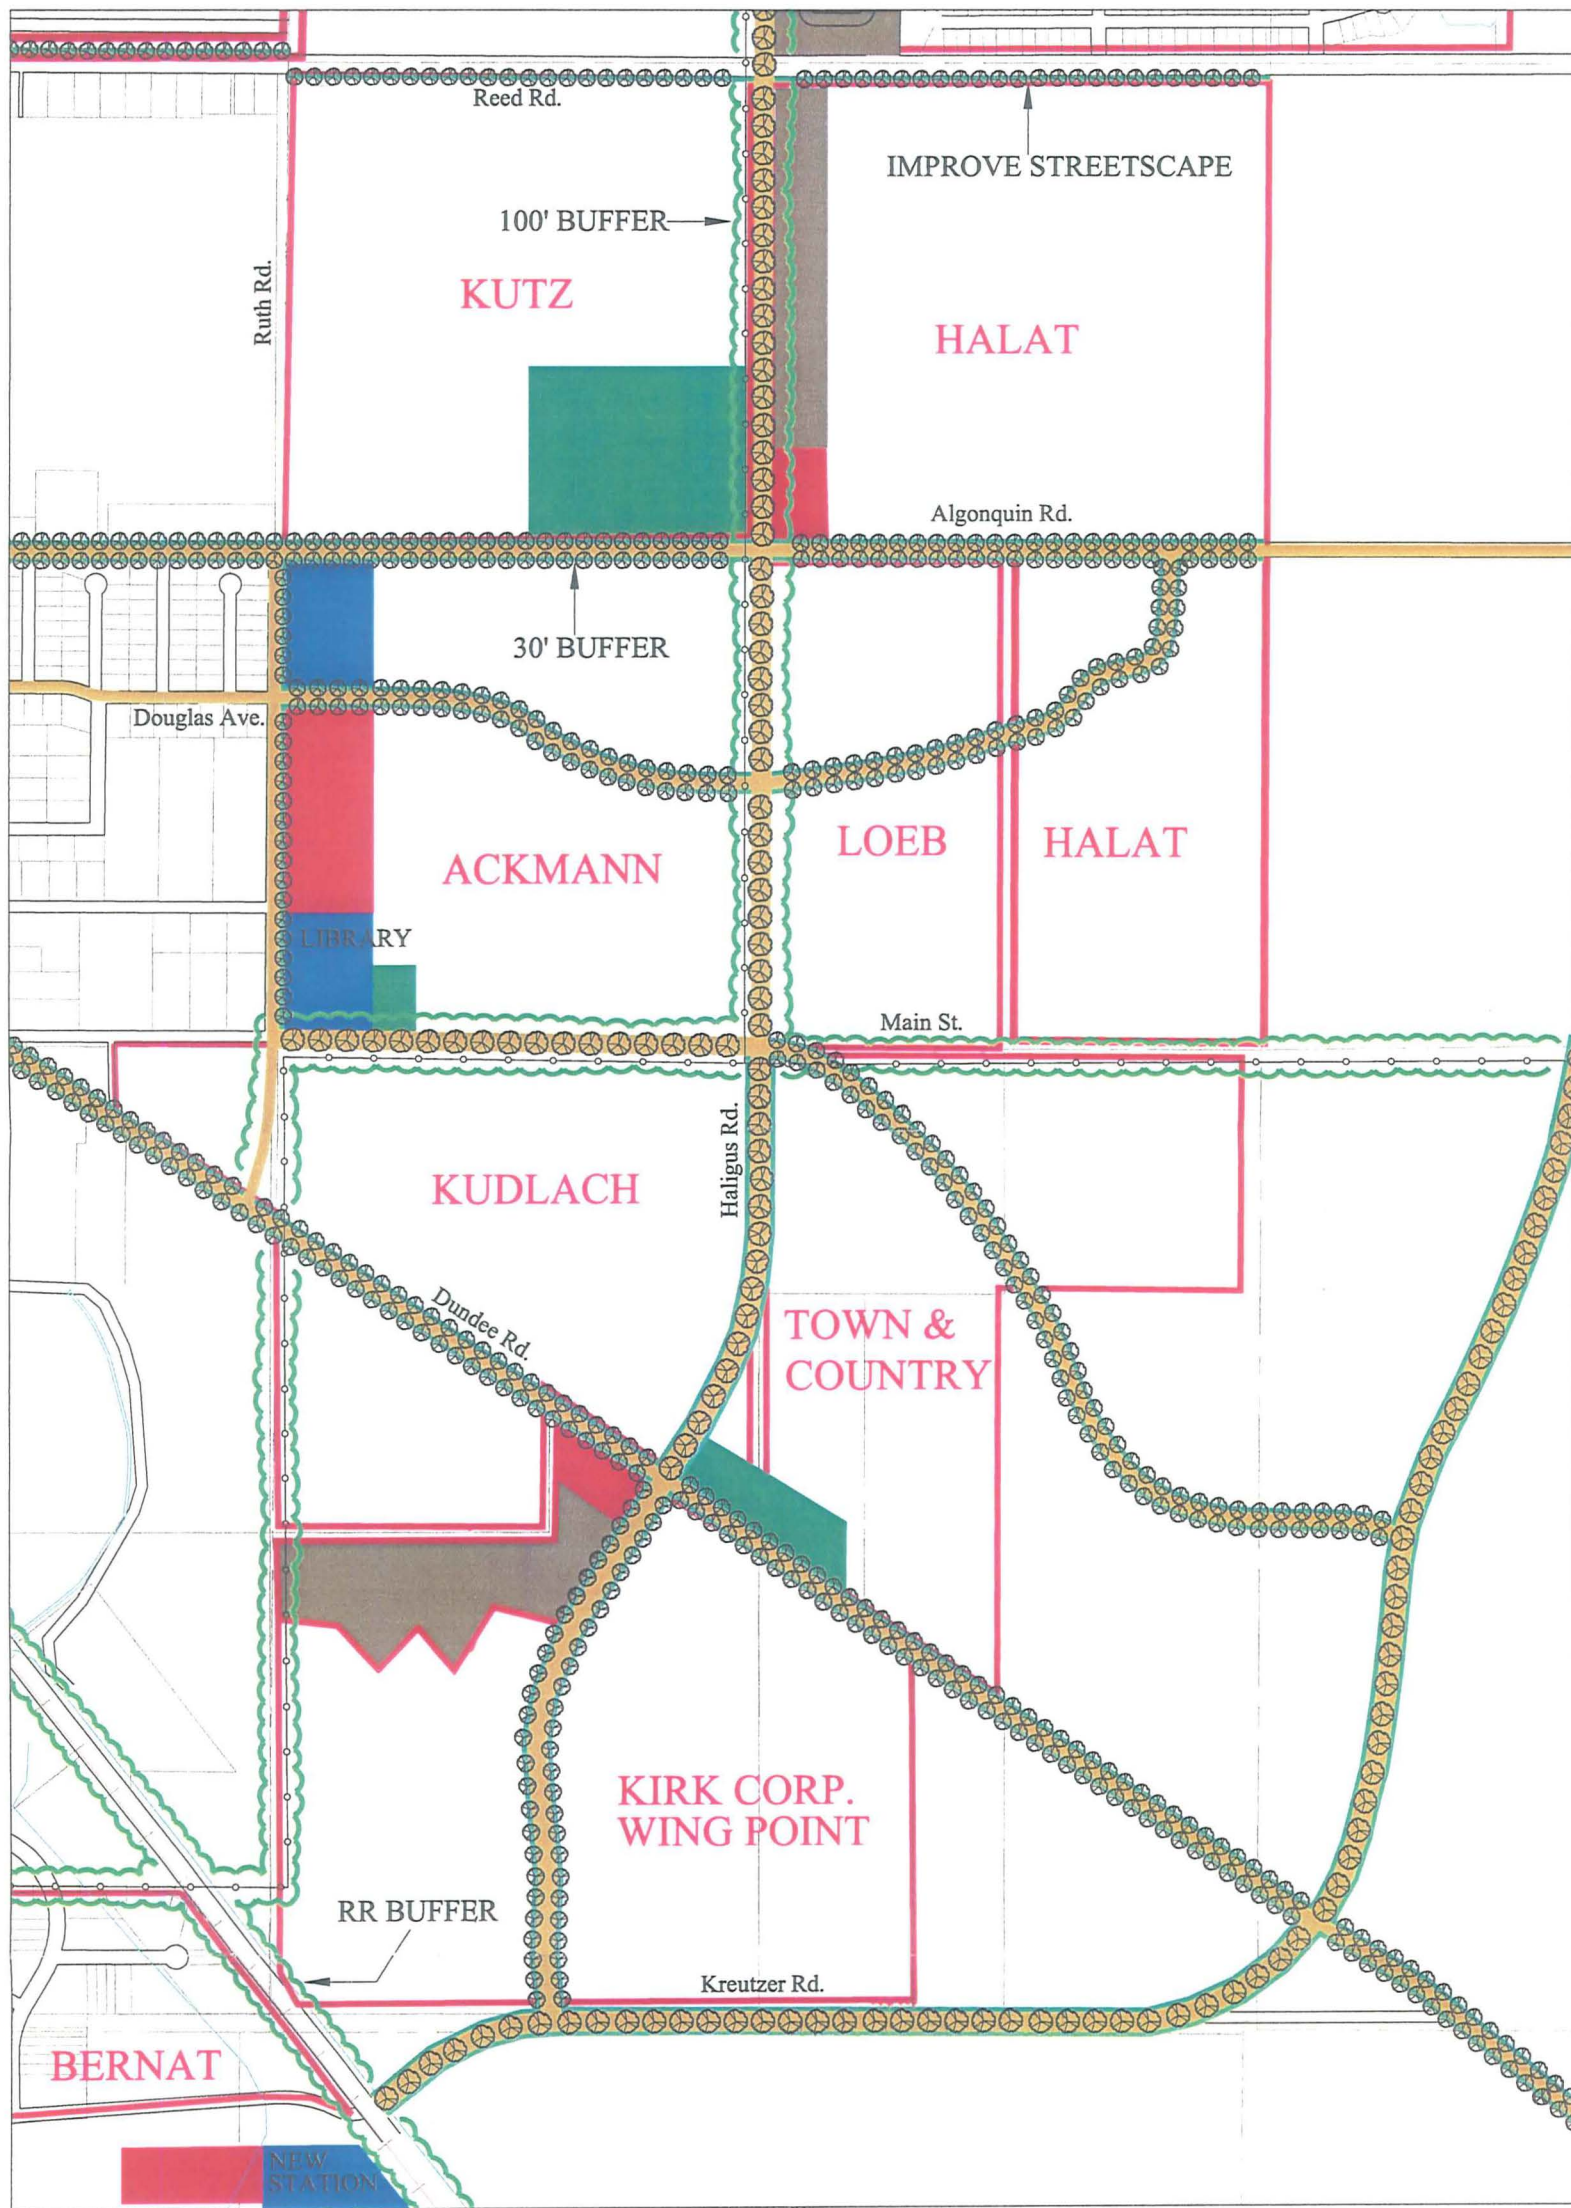 Reed Rd.
IMPROVE STREETSCAPE
100' BUFFER
Ruth Rd.
KUTZ
HALAT
Algonquin Rd.
30' BUFFER
Douglas Ave.
LOEB
HALAT
ACKMANN
LIBRARY
Main St.
Haligus Rd.
KUDLACH
Dundee Rd.
TOWN &
COUNTRY
KIRK CORP.
WING POINT
RR BUFFER
Kreutzer Rd.
BERNAT
NEW
STATION